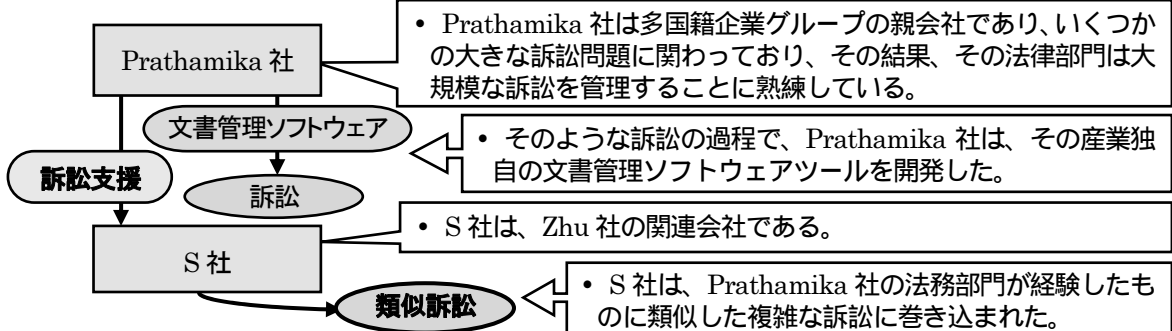 Prathamika 社
• Prathamika 社は多国籍企業グループの親会社であり、いくつか
の大きな訴訟問題に関わっており、その結果、その法律部門は大
規模な訴訟を管理することに熟練している。
文書管理ソフトウェア
• そのような訴訟の過程で、Prathamika 社は、その産業独
自の文書管理ソフトウェアツールを開発した。
訴訟支援
訴訟
• S 社は、Zhu 社の関連会社である。
S 社
類似訴訟
• S 社は、Prathamika 社の法務部門が経験したも
のに類似した複雑な訴訟に巻き込まれた。